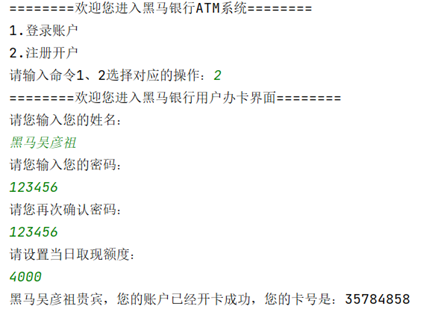 ========欢迎您进入黑马银行ATM系统========
1.登录账户
2.注册开户
请输入命令1、2选择对应的操作：2
========欢迎您进入黑马银行用户办卡界面========
请您输入您的姓名：
黑马吴彦祖
请您输入您的密码：
123456
请您再次确认密码：
123456
请设置当日取现额度：
4000
黑马吴彦祖贵宾，您的账户已经开卡成功，您的卡号是：35784858